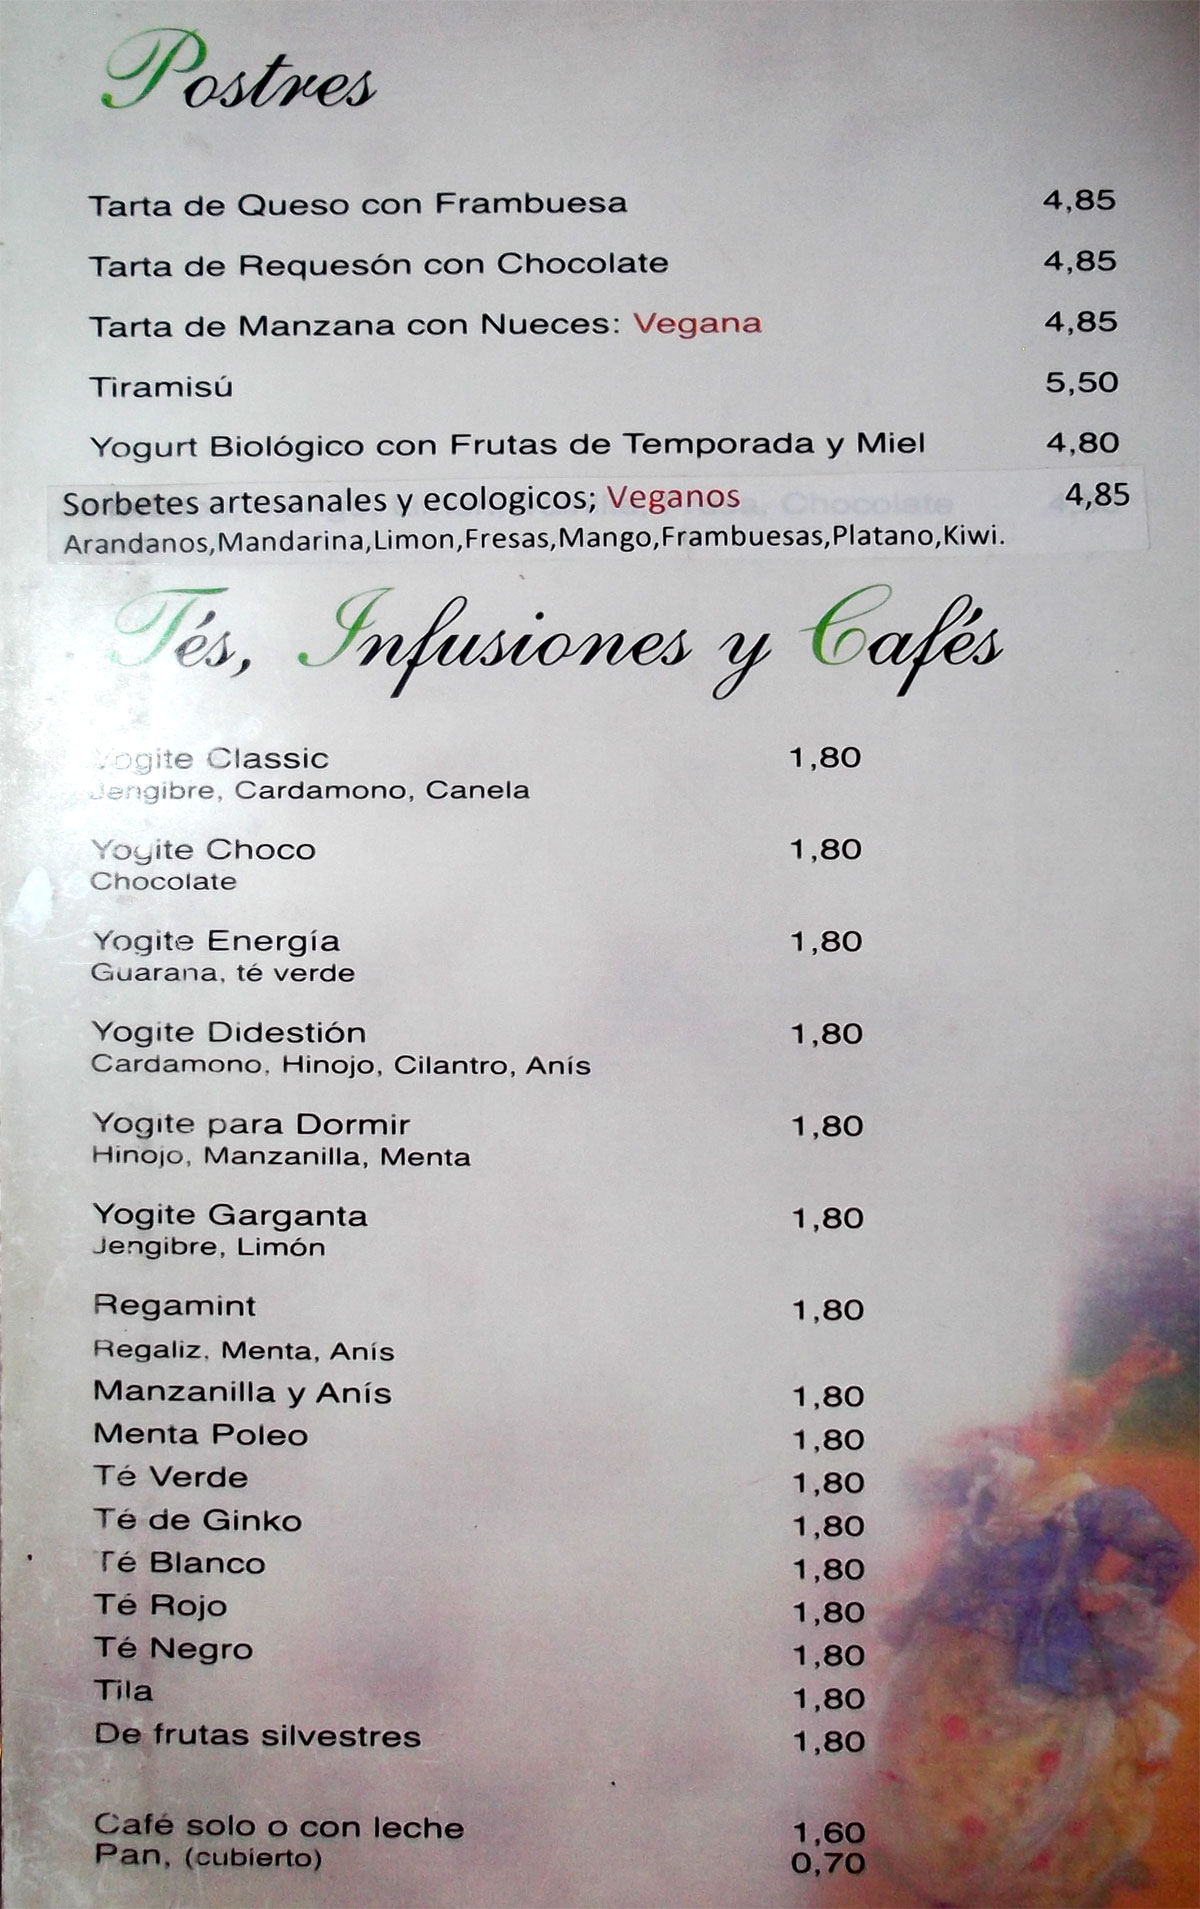 Postres
Tarta de Queso con Frambuesa 4,85
Tarta de Requesón con Chocolate 4,85
Tarta de Manzana con Nueces: Vegana 4,85
Tiramisú 5,50
Yogurt Biológico con Frutas de Temporada y Miel 4,80
Sorbetes artesanales y ecologicos; Veganos 4,85
Arandanos,Mandarina,Limon,Fresas,Mango,Frambuesas,Platano,Kiwi.
Tés, Infusiones y Cafés
Yogite Classic 1,80
Jengibre, Cardamono, Canela
Yogite Choco 1,80
Chocolate
Yogite Energía 1,80
Guarana, té verde
Yogite Didestión 1,80
Cardamono, Hinojo, Cilantro, Anís
Yogite para Dormir 1,80
Hinojo, Manzanilla, Menta
Yogite Garganta 1,80
Jengibre, Limón
Regamint 1,80
Regaliz, Menta, Anís
Manzanilla y Anís 1,80
Menta Poleo 1,80
Té Verde 1,80
Té de Ginko 1,80
Té Blanco 1,80
Té Rojo 1,80
Té Negro 1,80
Tila 1,80
De frutas silvestres 1,80
Café solo o con leche 1,60
Pan, (cubierto) 0,70